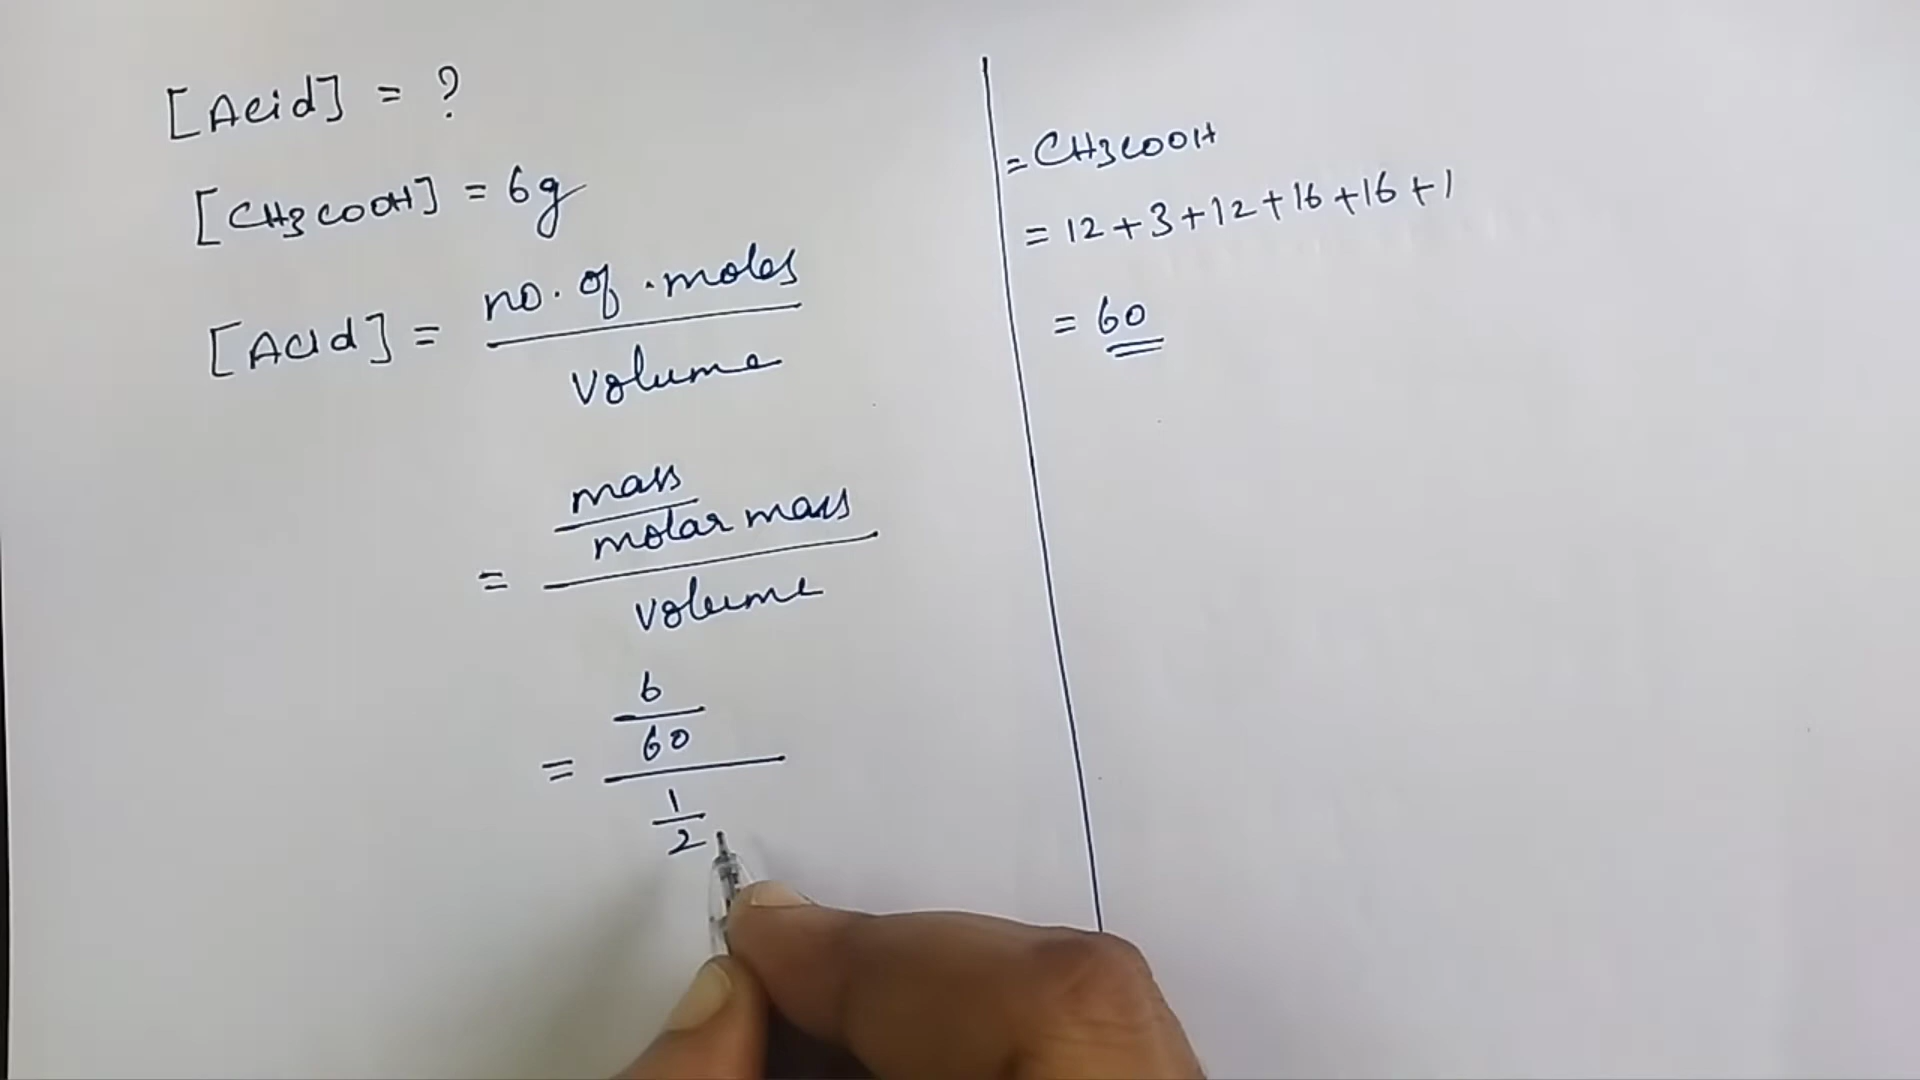 [Acid] = ?
[CH3COOH] = 6g
[Acid] = no. of. moles
volume
mass
molar mass
=
volume
6
60
=
1
2
= CH3COOH
= 12+3+12+16+16+1
= 60